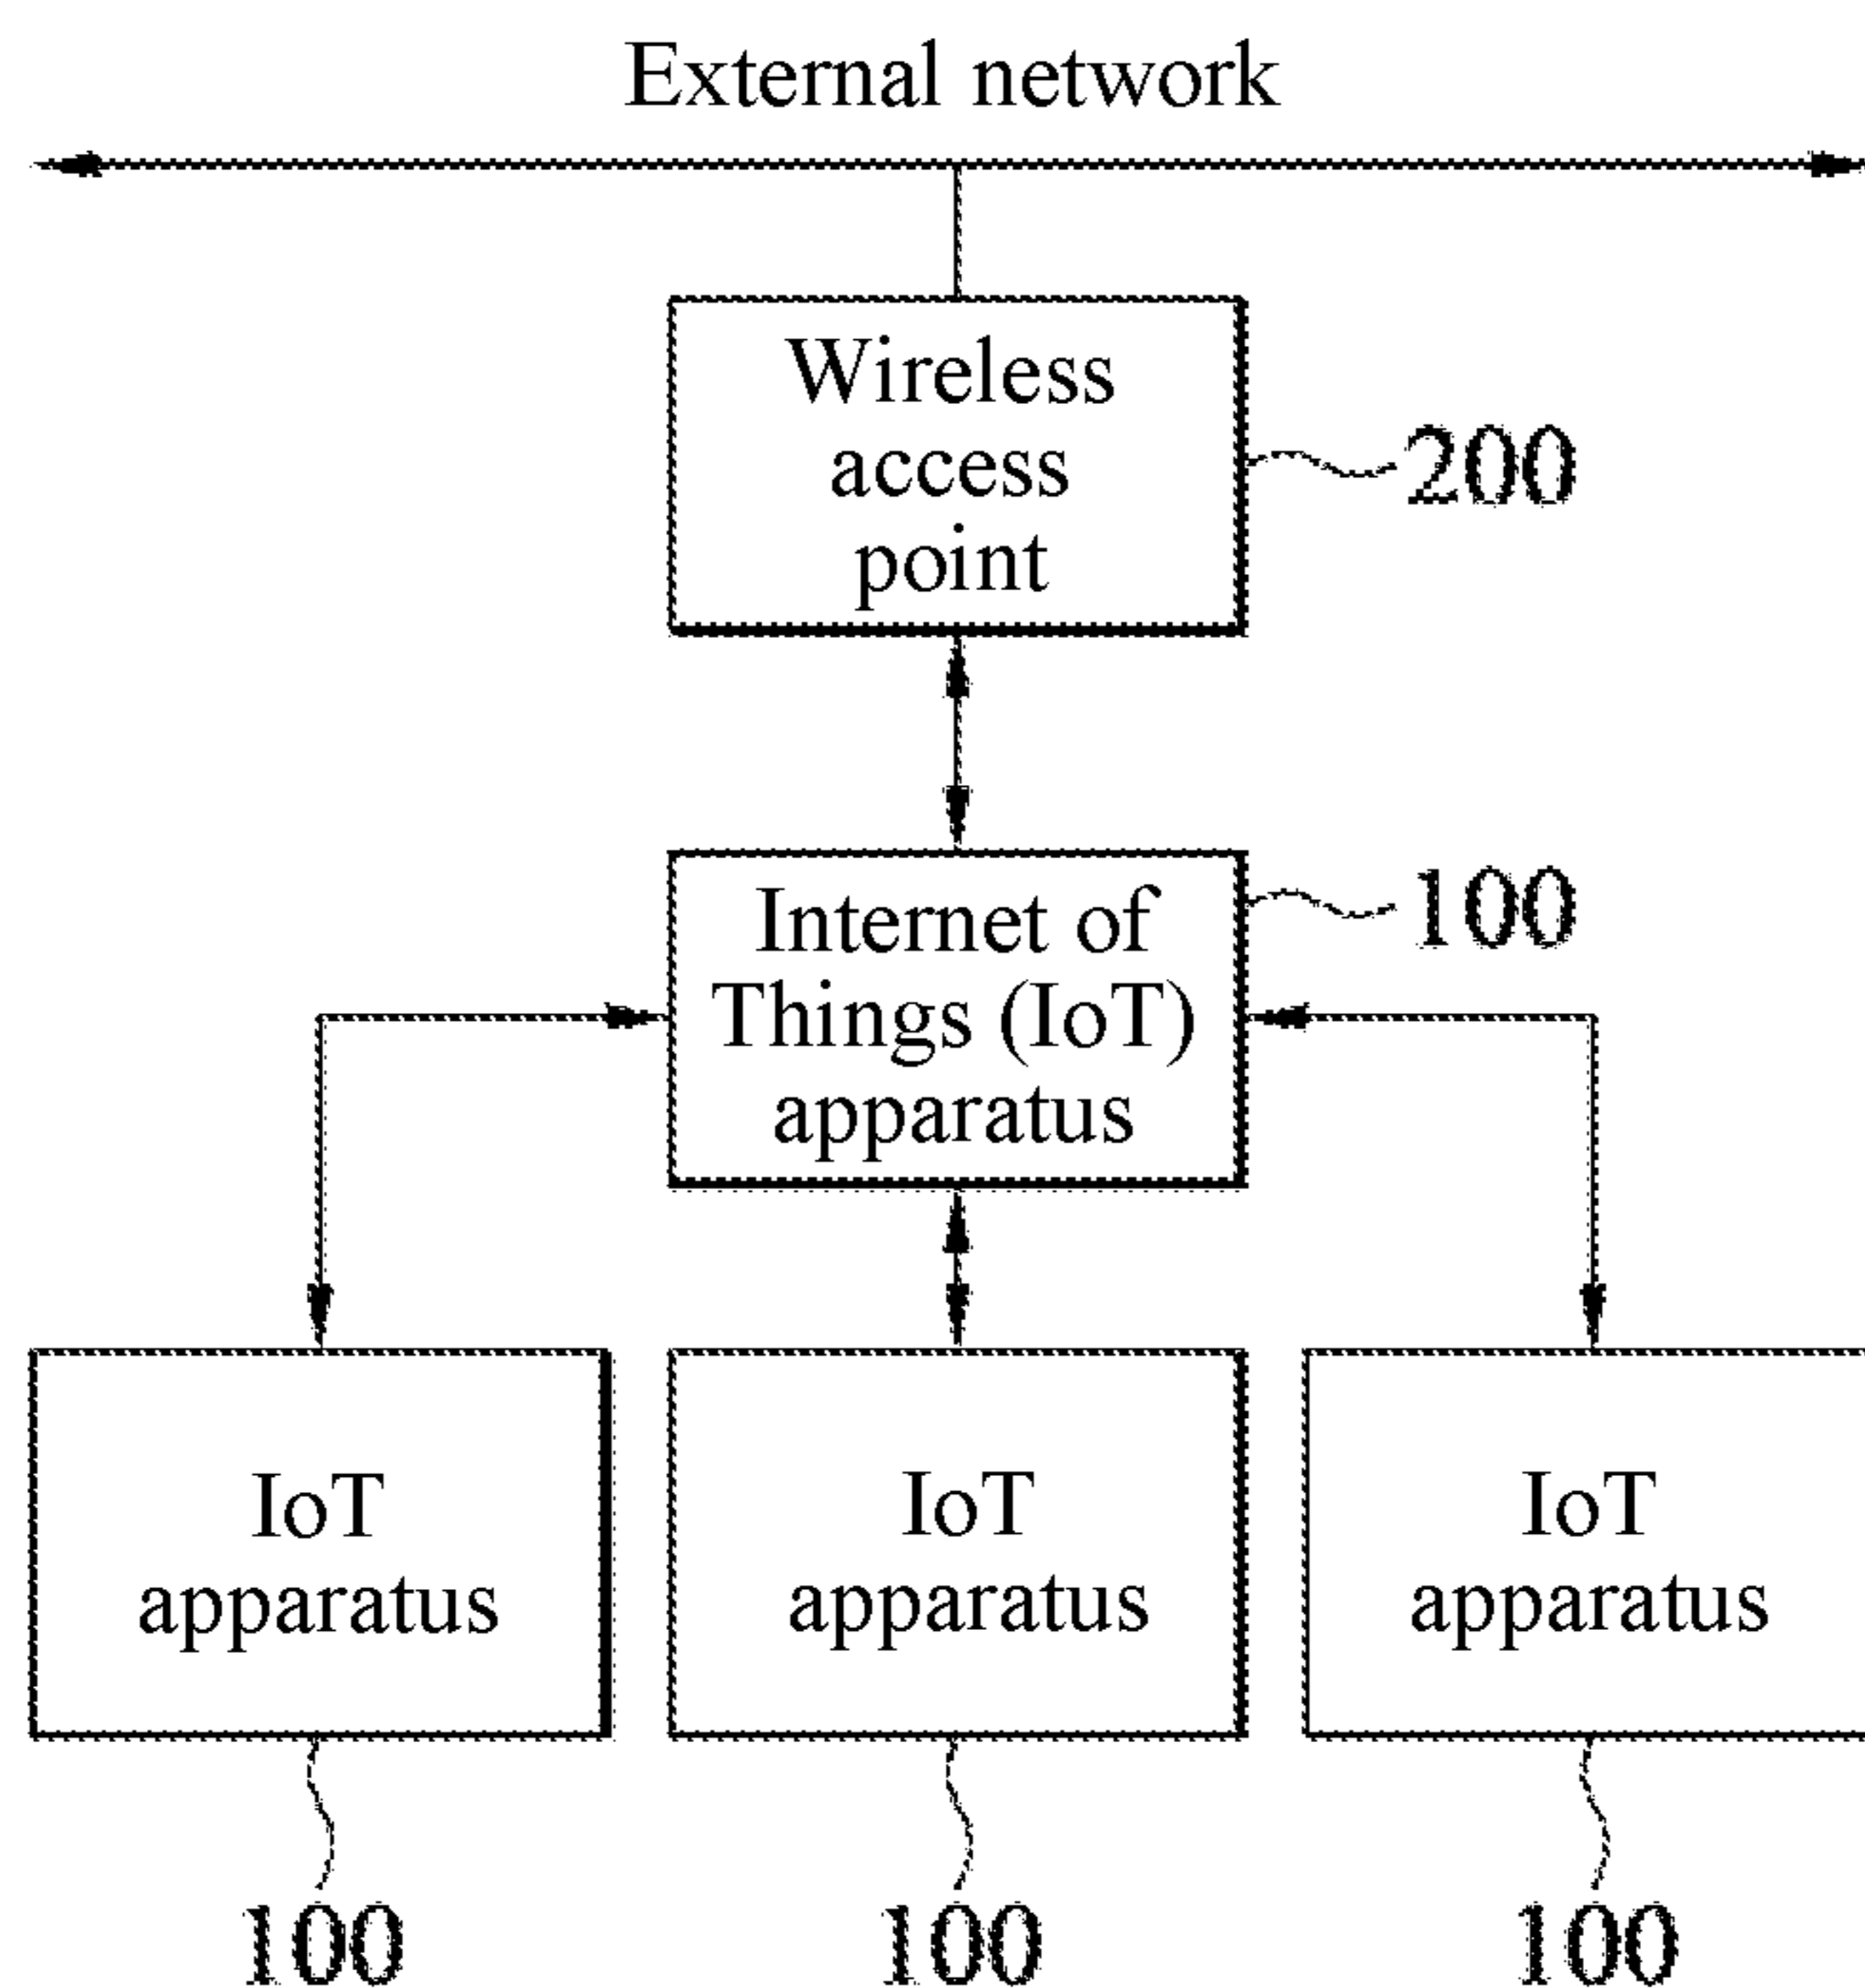 External network
Wireless
access
point
200
Internet of
Things (IoT)
apparatus
100
IoT
apparatus
IoT
apparatus
IoT
apparatus
100
100
100